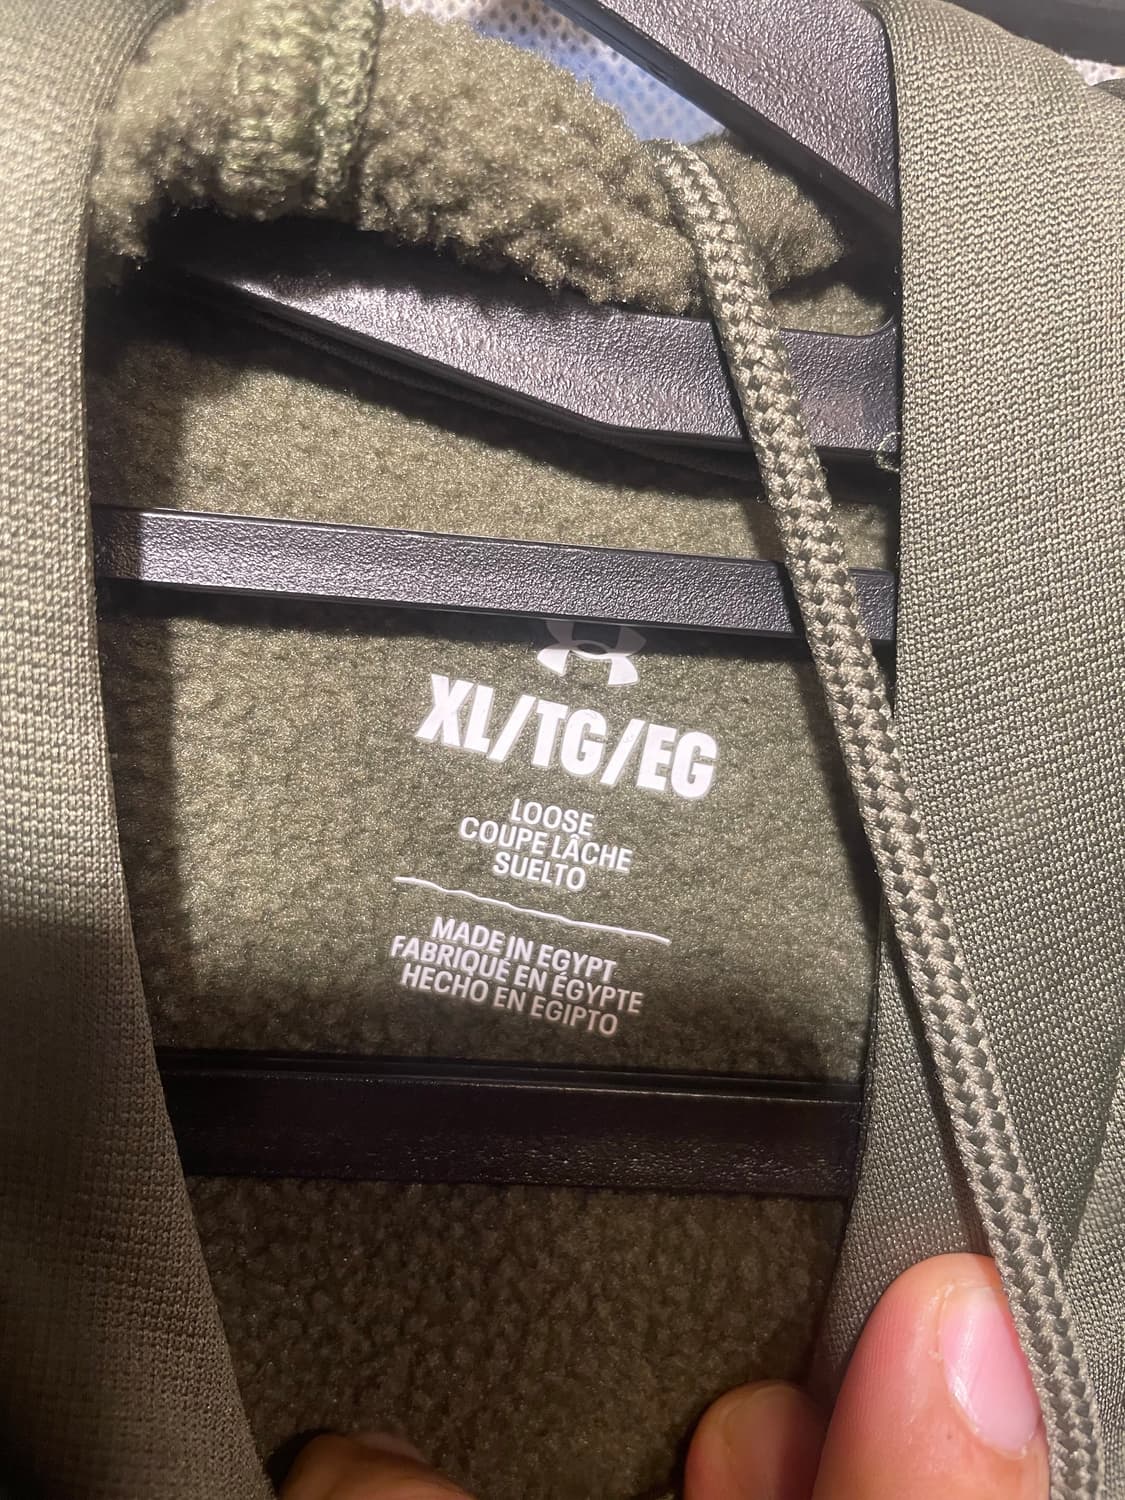 XL/TG/EG
LOOSE
COUPE LÂCHE
SUELTO
MADE IN EGYPT
FABRIQUÉ EN ÉGYPTE
HECHO EN EGIPTO